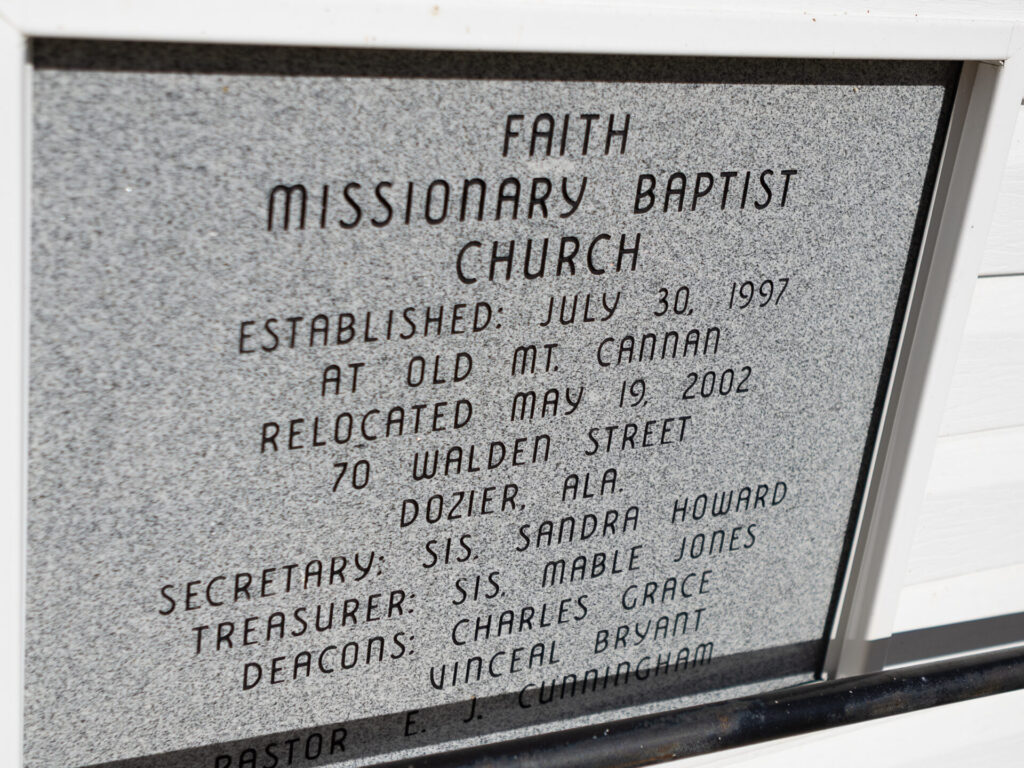 FAITH
MISSIONARY BAPTIST
CHURCH
ESTABLISHED: JULY 30, 1997
AT OLD MT. CANNAN
RELOCATED MAY 19, 2002
70 WALDEN STREET
DOZIER, ALA.
SECRETARY: SIS. SANDRA HOWARD
TREASURER: SIS. MABLE JONES
DEACONS: CHARLES GRACE
VINCEAL BRYANT
PASTOR E. J. CUNNINGHAM